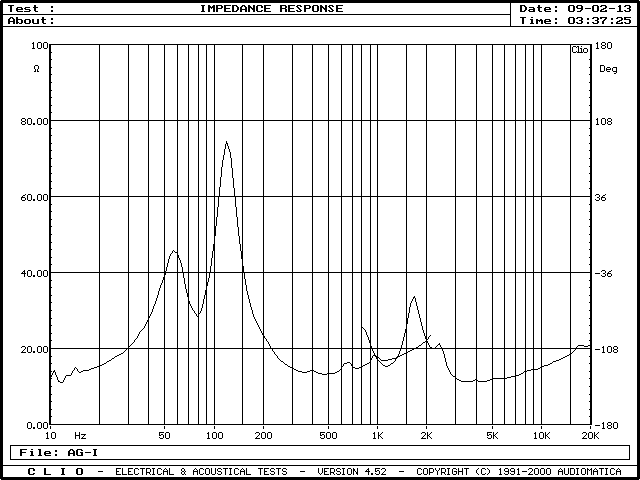 Test : IMPEDANCE RESPONSE Date: 09-02-13
About: Time: 03:37:25
100 Clio 180
Ω Deg
80.00 108
60.00 36
40.00 -36
20.00 -108
0.00 -180
10 Hz 50 100 200 500 1K 2K 5K 10K 20K
File: AG-I
CLIO - ELECTRICAL & ACOUSTICAL TESTS - VERSION 4.52 - COPYRIGHT (C) 1991-2000 AUDIOMATICA